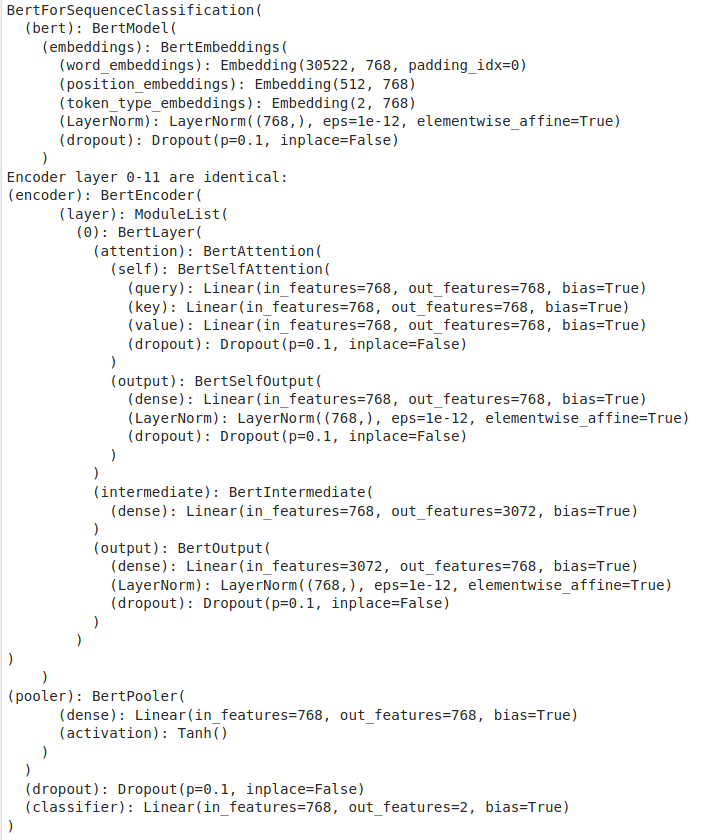 BertForSequenceClassification(
  (bert): BertModel(
    (embeddings): BertEmbeddings(
      (word_embeddings): Embedding(30522, 768, padding_idx=0)
      (position_embeddings): Embedding(512, 768)
      (token_type_embeddings): Embedding(2, 768)
      (LayerNorm): LayerNorm((768,), eps=1e-12, elementwise_affine=True)
      (dropout): Dropout(p=0.1, inplace=False)
    )
Encoder layer 0-11 are identical:
(encoder): BertEncoder(
      (layer): ModuleList(
        (0): BertLayer(
          (attention): BertAttention(
            (self): BertSelfAttention(
              (query): Linear(in_features=768, out_features=768, bias=True)
              (key): Linear(in_features=768, out_features=768, bias=True)
              (value): Linear(in_features=768, out_features=768, bias=True)
              (dropout): Dropout(p=0.1, inplace=False)
            )
            (output): BertSelfOutput(
              (dense): Linear(in_features=768, out_features=768, bias=True)
              (LayerNorm): LayerNorm((768,), eps=1e-12, elementwise_affine=True)
              (dropout): Dropout(p=0.1, inplace=False)
            )
          )
          (intermediate): BertIntermediate(
            (dense): Linear(in_features=768, out_features=3072, bias=True)
          )
          (output): BertOutput(
            (dense): Linear(in_features=3072, out_features=768, bias=True)
            (LayerNorm): LayerNorm((768,), eps=1e-12, elementwise_affine=True)
            (dropout): Dropout(p=0.1, inplace=False)
          )
        )
)
    )
(pooler): BertPooler(
      (dense): Linear(in_features=768, out_features=768, bias=True)
      (activation): Tanh()
    )
  )
  (dropout): Dropout(p=0.1, inplace=False)
  (classifier): Linear(in_features=768, out_features=2, bias=True)
)